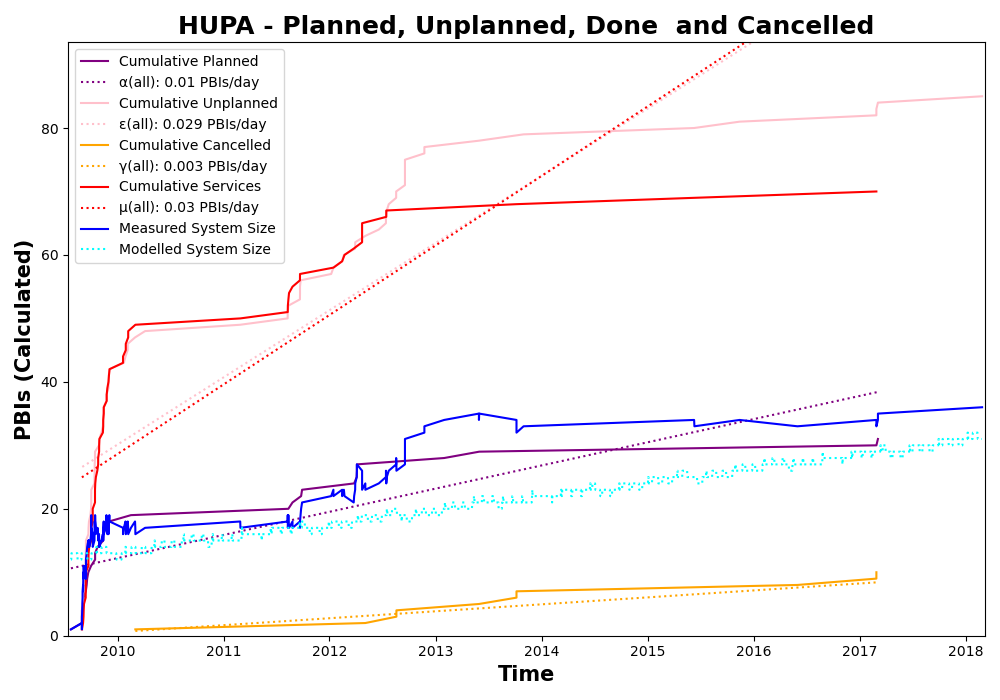 HUPA - Planned, Unplanned, Done  and Cancelled
Cumulative Planned
α(all): 0.01 PBIs/day
Cumulative Unplanned
ε(all): 0.029 PBIs/day
Cumulative Cancelled
γ(all): 0.003 PBIs/day
Cumulative Services
μ(all): 0.03 PBIs/day
Measured System Size
Modelled System Size
PBIs (Calculated)
80
60
40
20
0
2010 2011 2012 2013 2014 2015 2016 2017 2018
Time